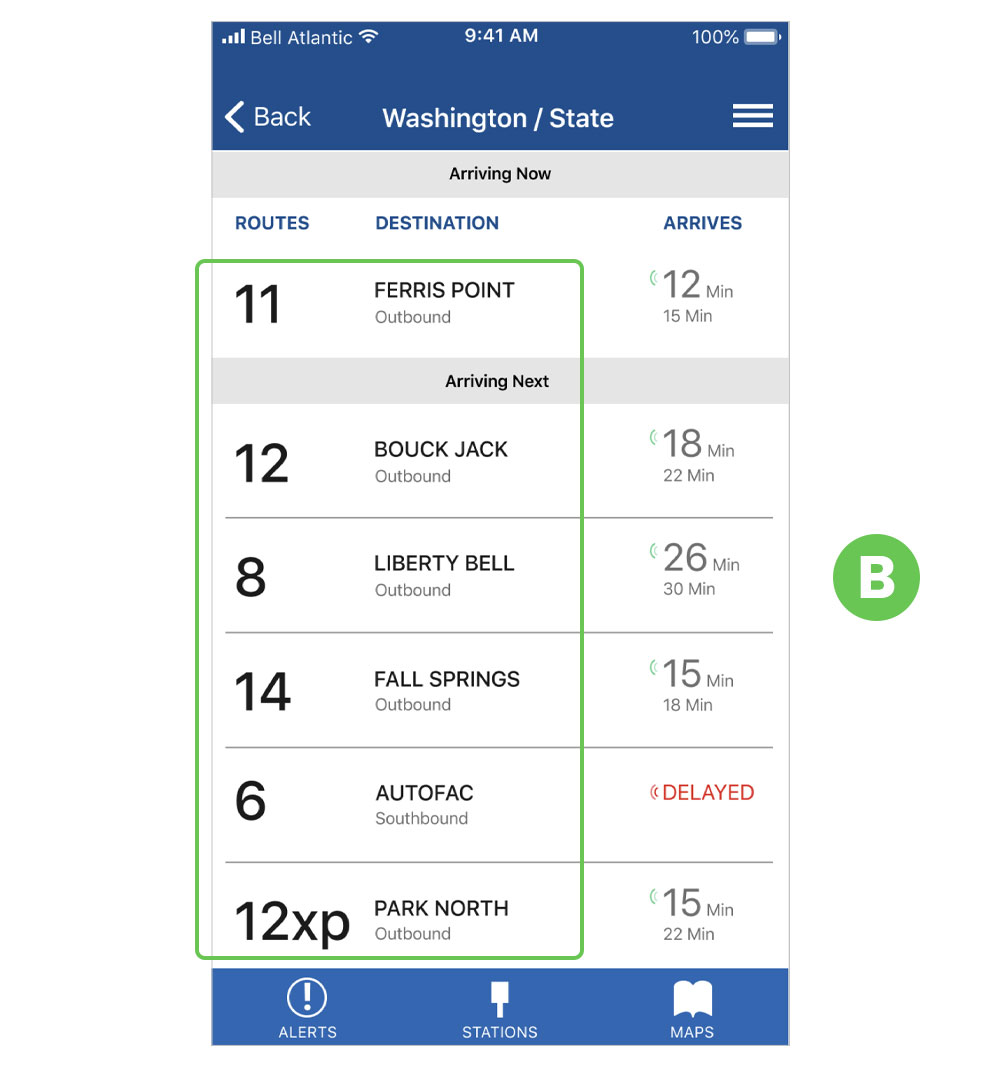 Bell Atlantic 9:41 AM 100%
Back Washington / State
Arriving Now
ROUTES DESTINATION ARRIVES
11 FERRIS POINT 12 Min
Outbound 15 Min
Arriving Next
12 BOUCK JACK 18 Min
Outbound 22 Min
8 LIBERTY BELL 26 Min
Outbound 30 Min
B
14 FALL SPRINGS 15 Min
Outbound 18 Min
6 AUTOFAC DELAYED
Southbound
12xp PARK NORTH 15 Min
Outbound 22 Min
ALERTS STATIONS MAPS